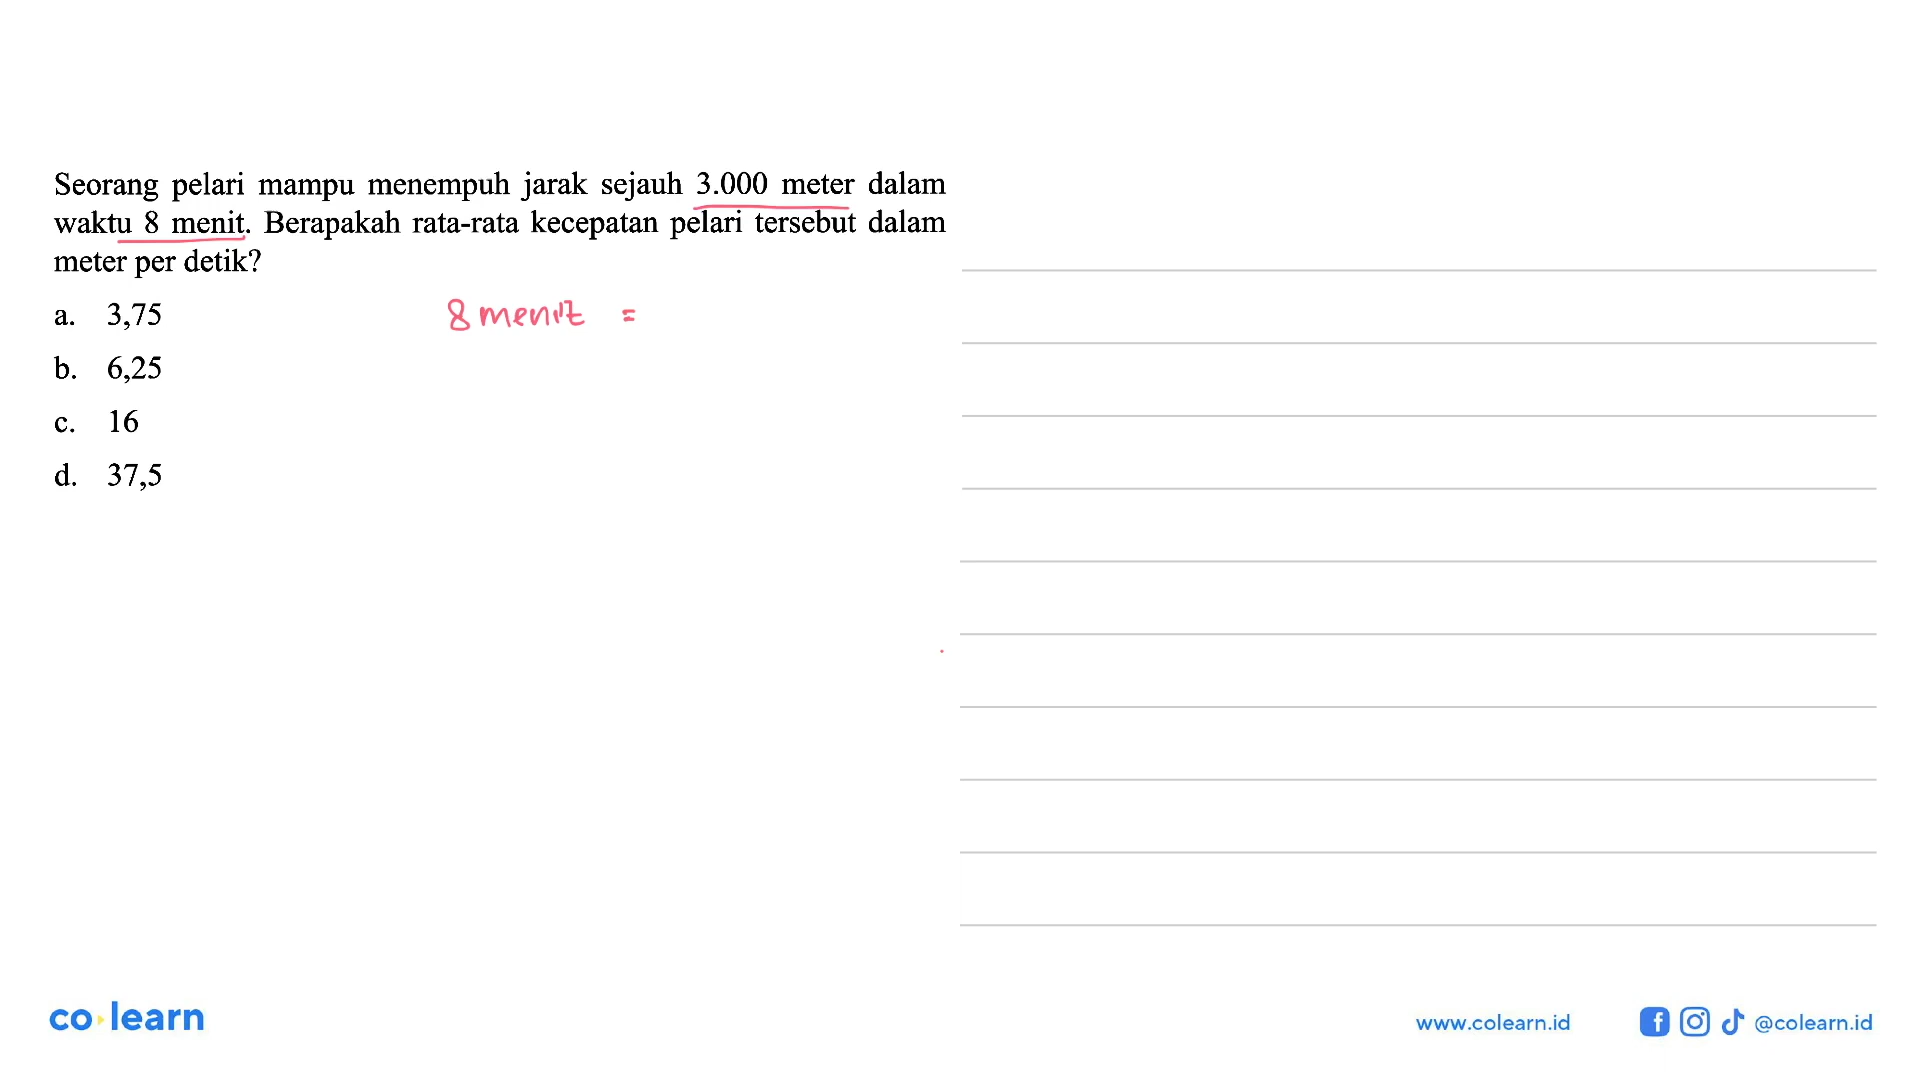 Seorang pelari mampu menempuh jarak sejauh 3.000 meter dalam
waktu 8 menit. Berapakah rata-rata kecepatan pelari tersebut dalam
meter per detik?
a. 3,75
8 menit =
b. 6,25
c. 16
d. 37,5
co learn
www.colearn.id
@colearn.id